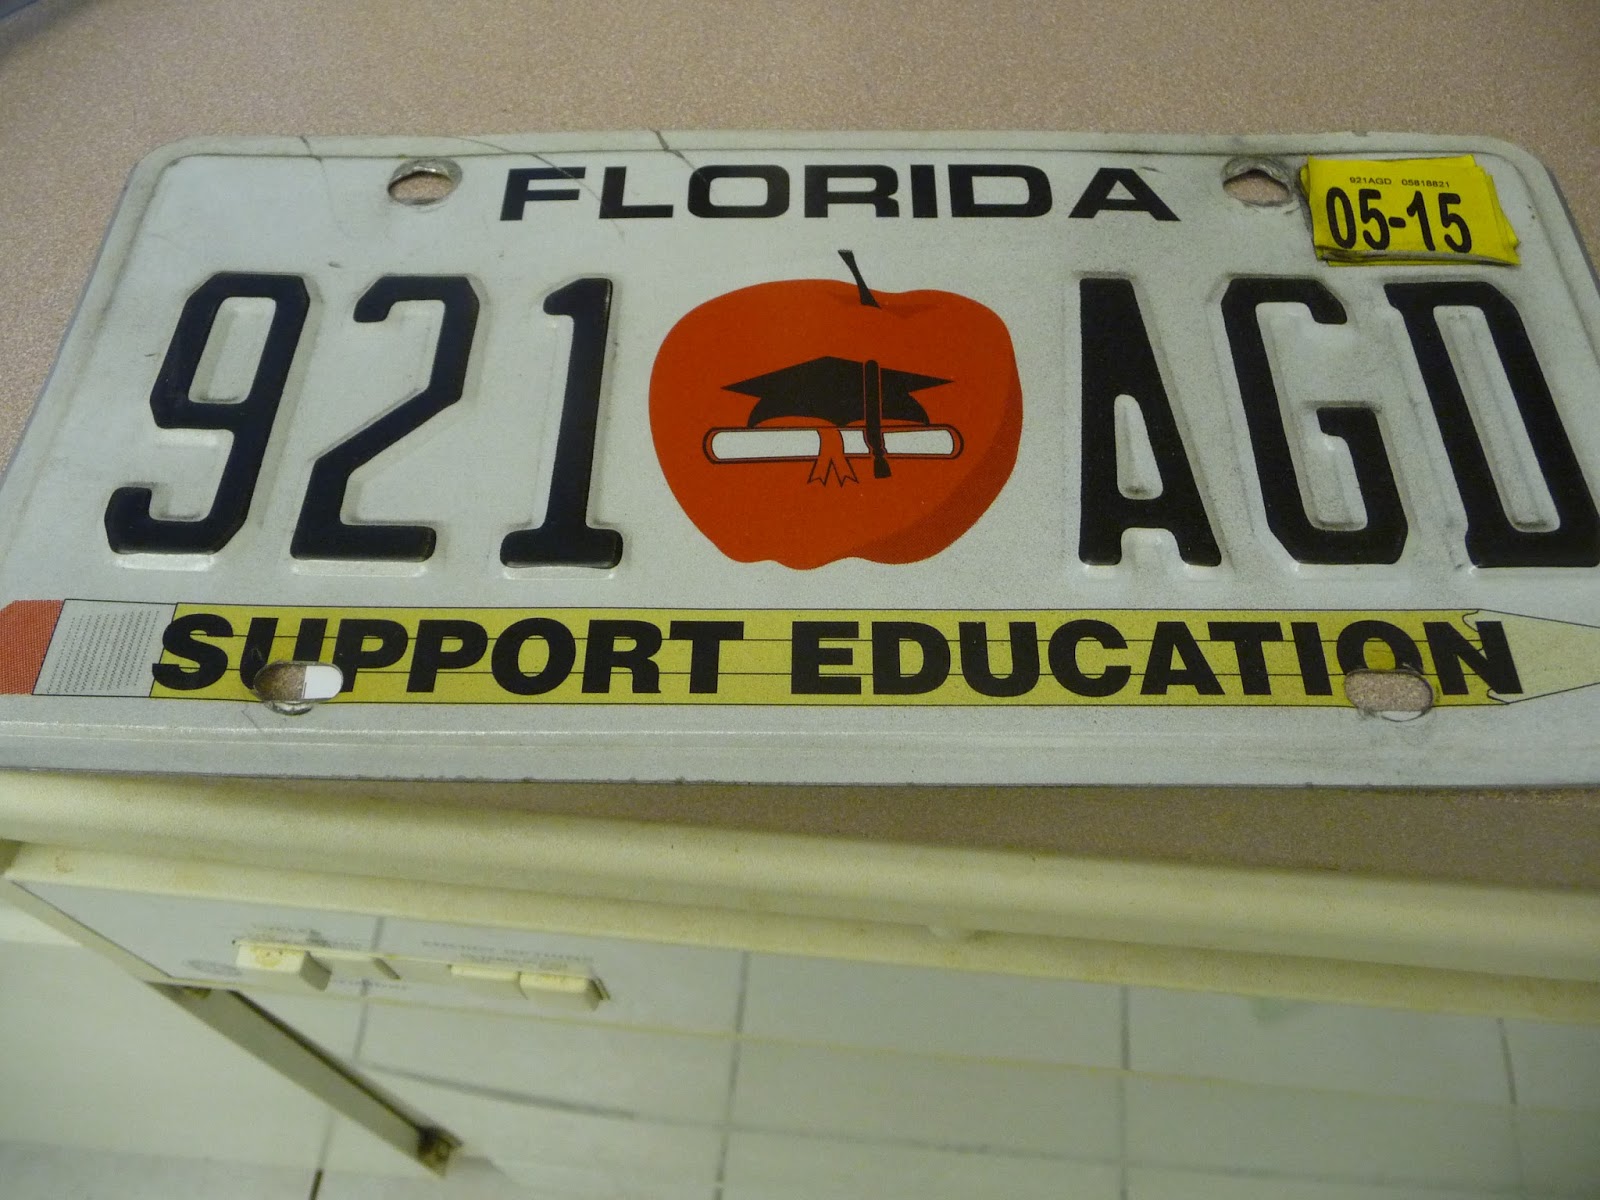 FLORIDA
921AGD 05818821
05-15
921 AGD
SUPPORT EDUCATION